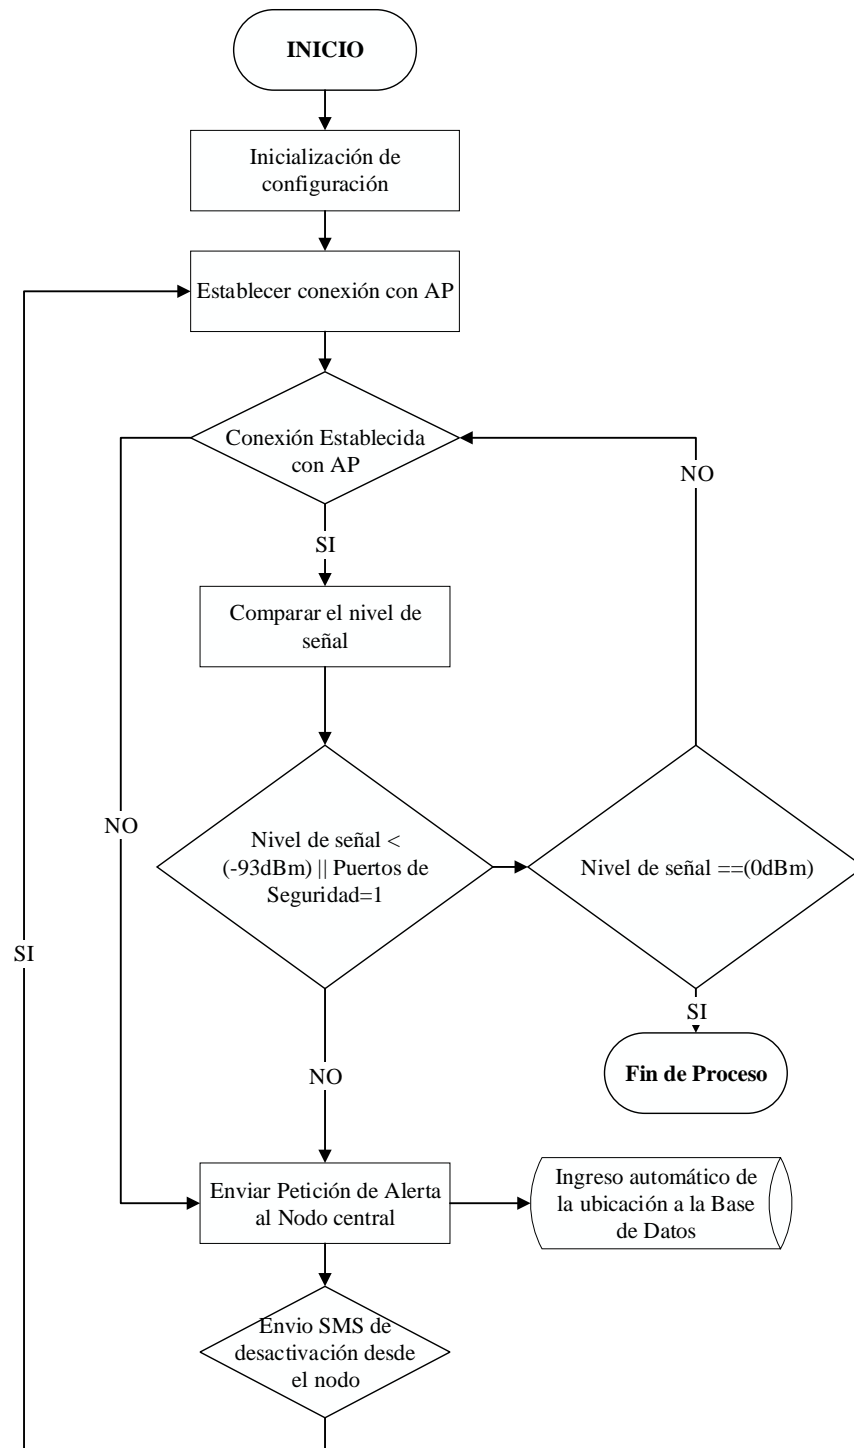 INICIO
Inicialización de
configuración
Establecer conexión con AP
Conexión Establecida
con AP
NO
SI
Comparar el nivel de
señal
NO
Nivel de señal <
(-93dBm) || Puertos de
Seguridad=1
Nivel de señal ==(0dBm)
SI
SI
Fin de Proceso
NO
Enviar Petición de Alerta
al Nodo central
Ingreso automático de
la ubicación a la Base
de Datos
Envio SMS de
desactivación desde
el nodo